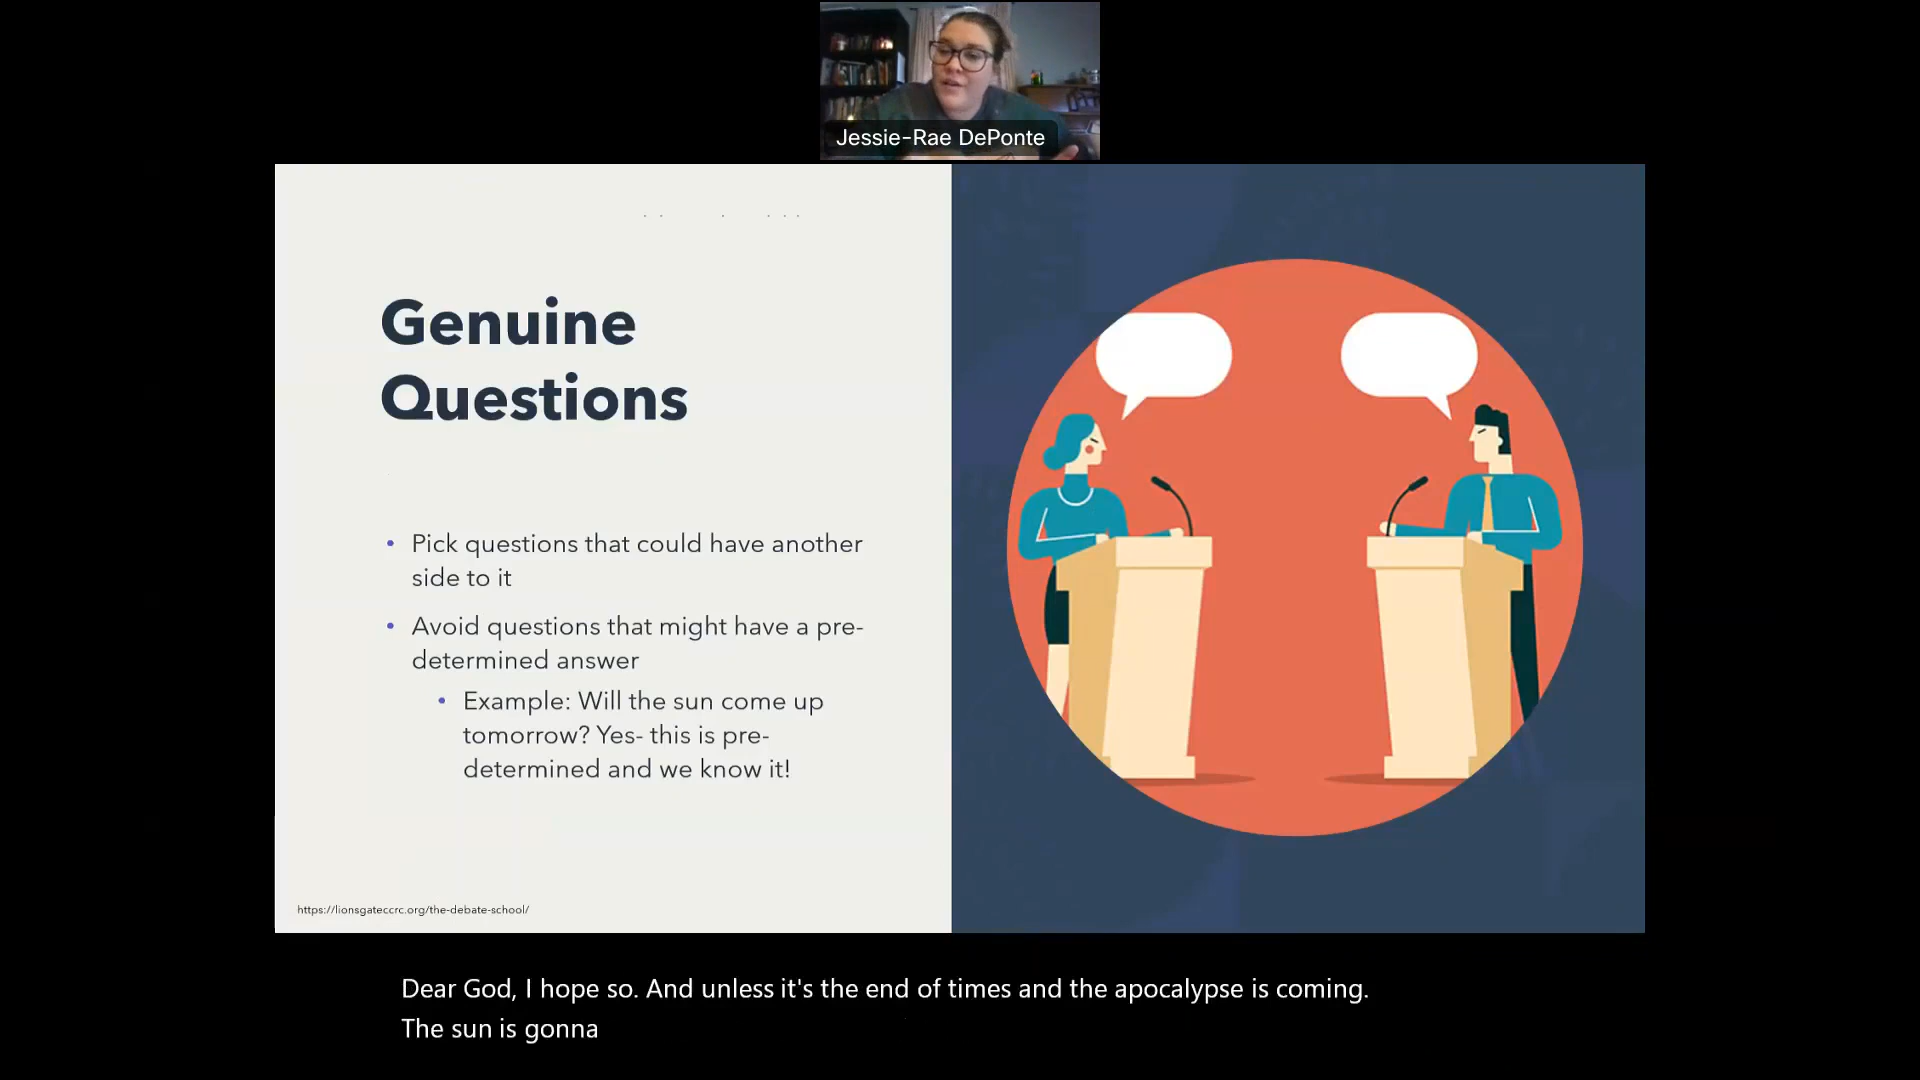 Jessie-Rae DePonte
Genuine
Questions
• Pick questions that could have another
side to it
• Avoid questions that might have a pre-
determined answer
• Example: Will the sun come up
tomorrow? Yes- this is pre-
determined and we know it!
https://lionsgateccrc.org/the-debate-school/
Dear God, I hope so. And unless it's the end of times and the apocalypse is coming.
The sun is gonna